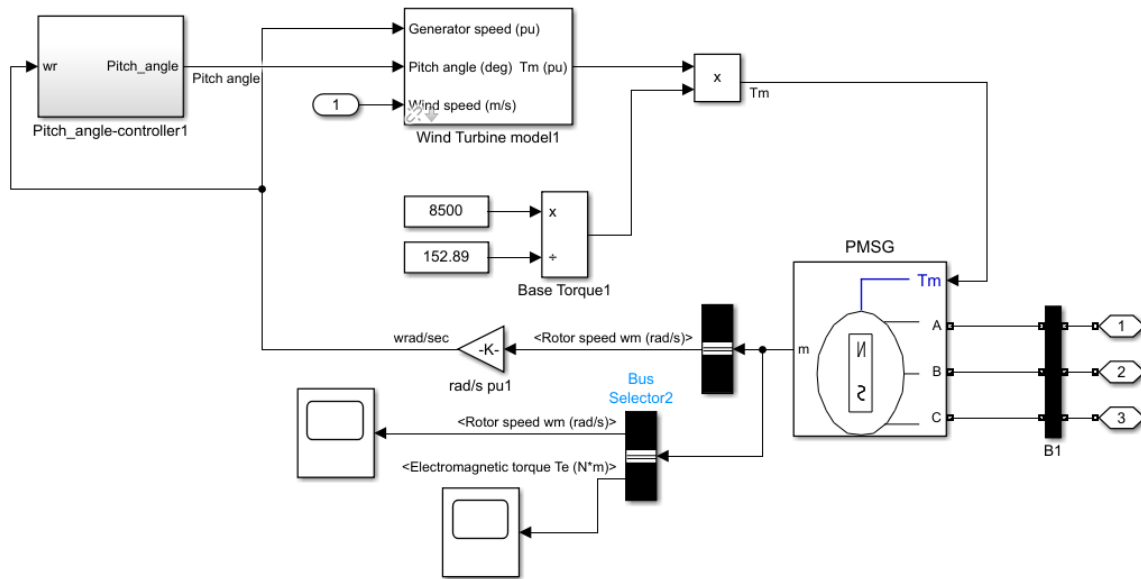 wr
Pitch_angle
Pitch_angle-controller1
Pitch angle
Generator speed (pu)
Pitch angle (deg) Tm (pu)
Wind speed (m/s)
Wind Turbine model1
1
x
Tm
8500
152.89
x
÷
Base Torque1
PMSG
Tm
A
B
C
m
N
S
1
2
3
B1
<Rotor speed wm (rad/s)>
-K-
wrad/sec
rad/s pu1
Bus
Selector2
<Rotor speed wm (rad/s)>
<Electromagnetic torque Te (N*m)>